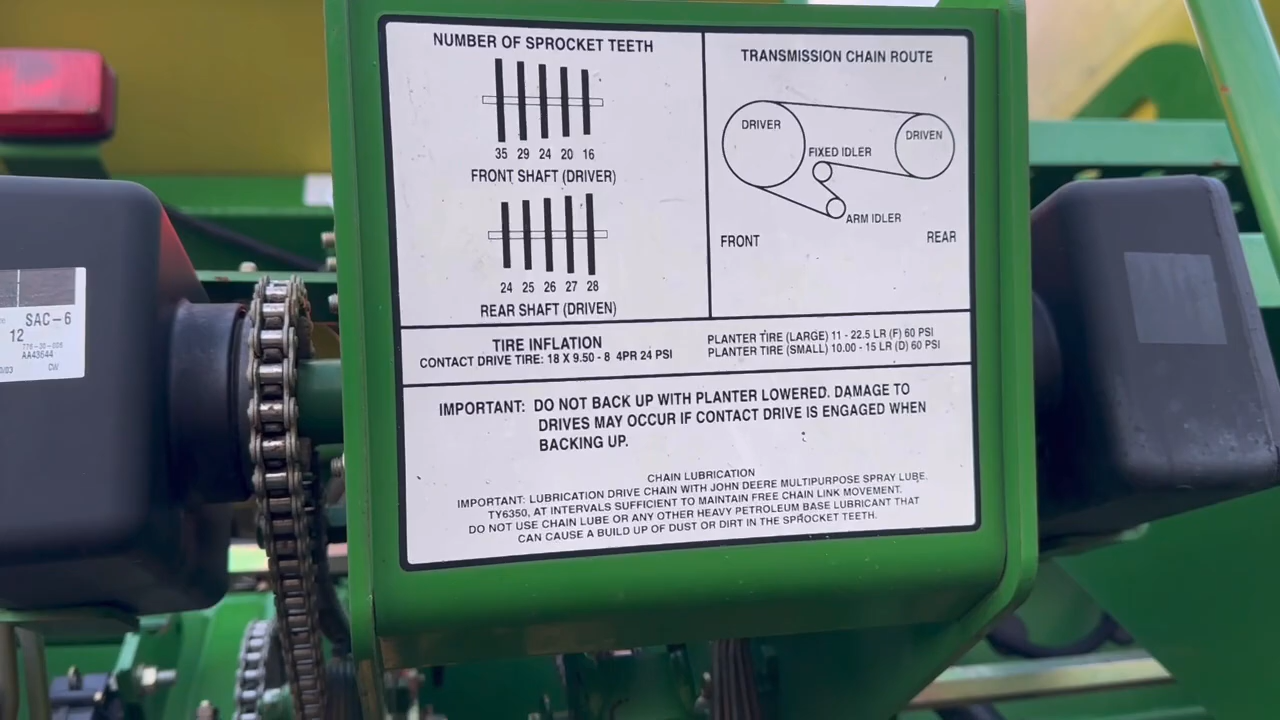 NUMBER OF SPROCKET TEETH
35 29 24 20 16
FRONT SHAFT (DRIVER)
24 25 26 27 28
REAR SHAFT (DRIVEN)
TRANSMISSION CHAIN ROUTE
DRIVER
DRIVEN
FIXED IDLER
ARM IDLER
FRONT
REAR
TIRE INFLATION
CONTACT DRIVE TIRE: 18 X 9.50 - 8 4PR 24 PSI
PLANTER TIRE (LARGE) 11 - 22.5 LR (F) 60 PSI
PLANTER TIRE (SMALL) 10.00 - 15 LR (D) 60 PSI
IMPORTANT: DO NOT BACK UP WITH PLANTER LOWERED. DAMAGE TO
DRIVES MAY OCCUR IF CONTACT DRIVE IS ENGAGED WHEN
BACKING UP.
CHAIN LUBRICATION
IMPORTANT: LUBRICATION DRIVE CHAIN WITH JOHN DEERE MULTIPURPOSE SPRAY LUBE.
TY6350, AT INTERVALS SUFFICIENT TO MAINTAIN FREE CHAIN LINK MOVEMENT.
DO NOT USE CHAIN LUBE OR ANY OTHER HEAVY PETROLEUM BASE LUBRICANT THAT
CAN CAUSE A BUILD UP OF DUST OR DIRT IN THE SPROCKET TEETH.
SAC-6
12
AA43644
CW